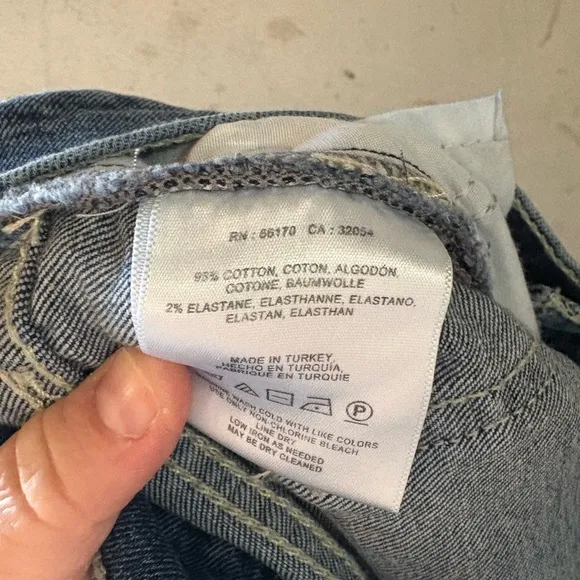 RN : 66170 CA : 32054
98% COTTON, COTON, ALGODÓN,
COTONE, BAUMWOLLE
2% ELASTANE, ELASTHANNE, ELASTANO,
ELASTAN, ELASTHAN
MADE IN TURKEY,
HECHO EN TURQUÍA,
FABRIQUÉ EN TURQUIE
P
WASH COLD WITH LIKE COLORS
USE ONLY NON-CHLORINE BLEACH
LINE DRY
LOW IRON AS NEEDED
MAY BE DRY CLEANED